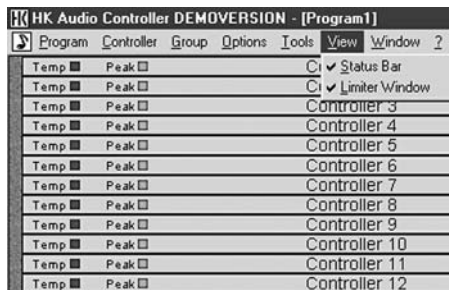 HK HK Audio Controller DEMOVERSION - [Program1]
Program Controller Group Options Tools View Window ?
Temp Peak
Status Bar
Temp Peak
Limiter Window
Temp Peak Controller 3
Temp Peak Controller 4
Temp Peak Controller 5
Temp Peak Controller 6
Temp Peak Controller 7
Temp Peak Controller 8
Temp Peak Controller 9
Temp Peak Controller 10
Temp Peak Controller 11
Temp Peak Controller 12